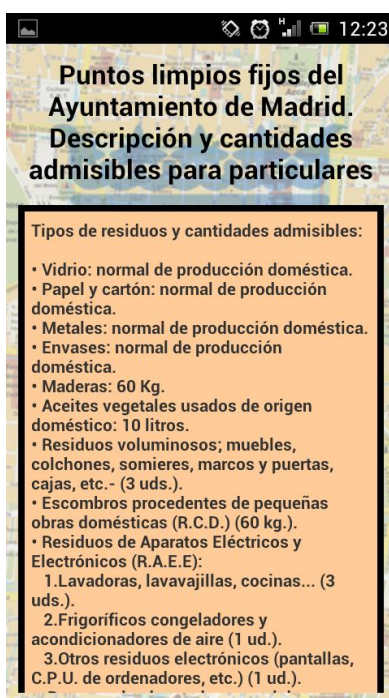 H 12:23
Puntos limpios fijos del
Ayuntamiento de Madrid.
Descripción y cantidades
admisibles para particulares
Tipos de residuos y cantidades admisibles:
• Vidrio: normal de producción doméstica.
• Papel y cartón: normal de producción
doméstica.
• Metales: normal de producción doméstica.
• Envases: normal de producción
doméstica.
• Maderas: 60 Kg.
• Aceites vegetales usados de origen
doméstico: 10 litros.
• Residuos voluminosos; muebles,
colchones, somieres, marcos y puertas,
cajas, etc.- (3 uds.).
• Escombros procedentes de pequeñas
obras domésticas (R.C.D.) (60 kg.).
• Residuos de Aparatos Eléctricos y
Electrónicos (R.A.E.E):
1.Lavadoras, lavavajillas, cocinas... (3
uds.).
2.Frigoríficos congeladores y
acondicionadores de aire (1 ud.).
3.Otros residuos electrónicos (pantallas,
C.P.U. de ordenadores, etc.) (1 ud.).